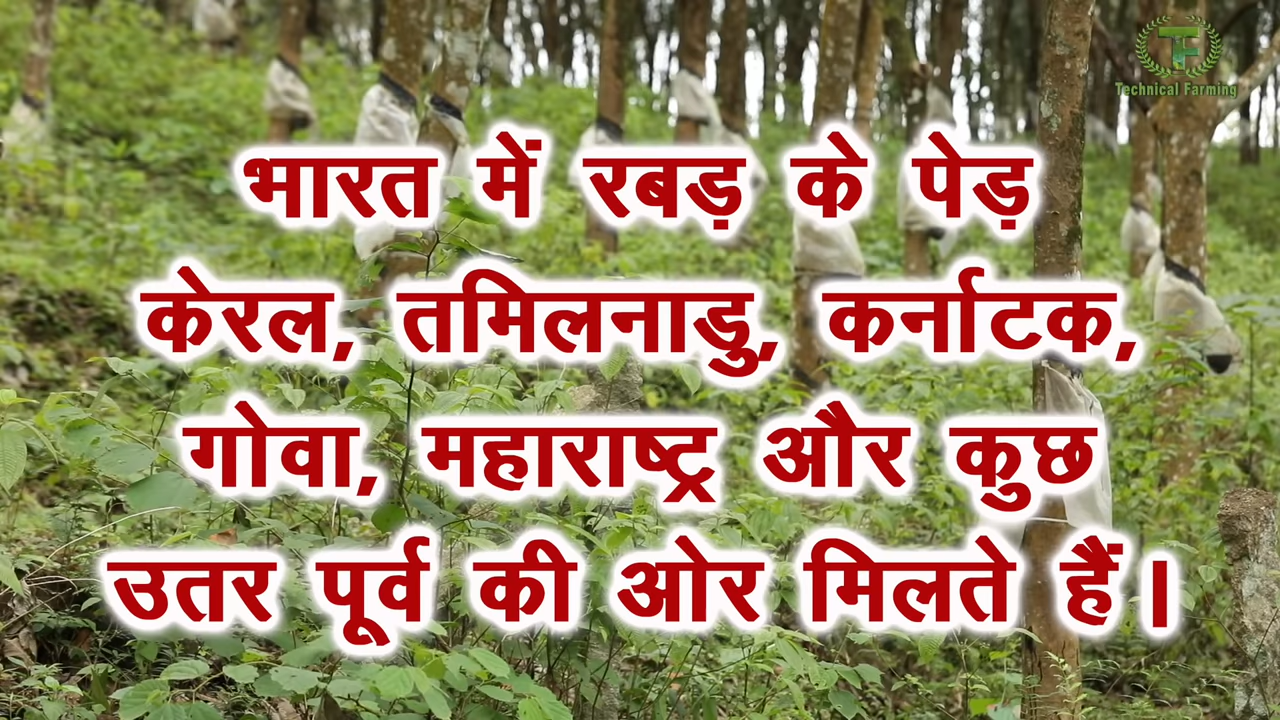 Technical Farming
भारत में रबड़ के पेड़
केरल, तमिलनाडु, कर्नाटक,
गोवा, महाराष्ट्र और कुछ
उतर पूर्व की ओर मिलते हैं।